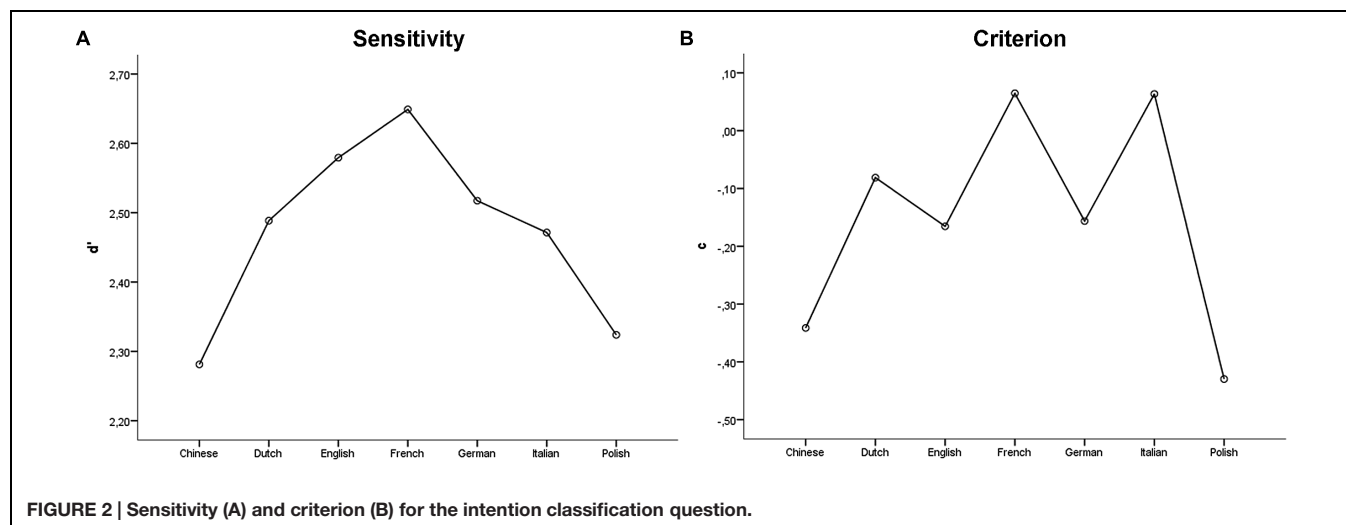 A
Sensitivity
2,70
2,60
2,50
2,40
2,30
2,20
d'
Chinese Dutch English French German Italian Polish
B
Criterion
,10
,00
-,10
-,20
-,30
-,40
-,50
c
Chinese Dutch English French German Italian Polish
FIGURE 2 | Sensitivity (A) and criterion (B) for the intention classification question.